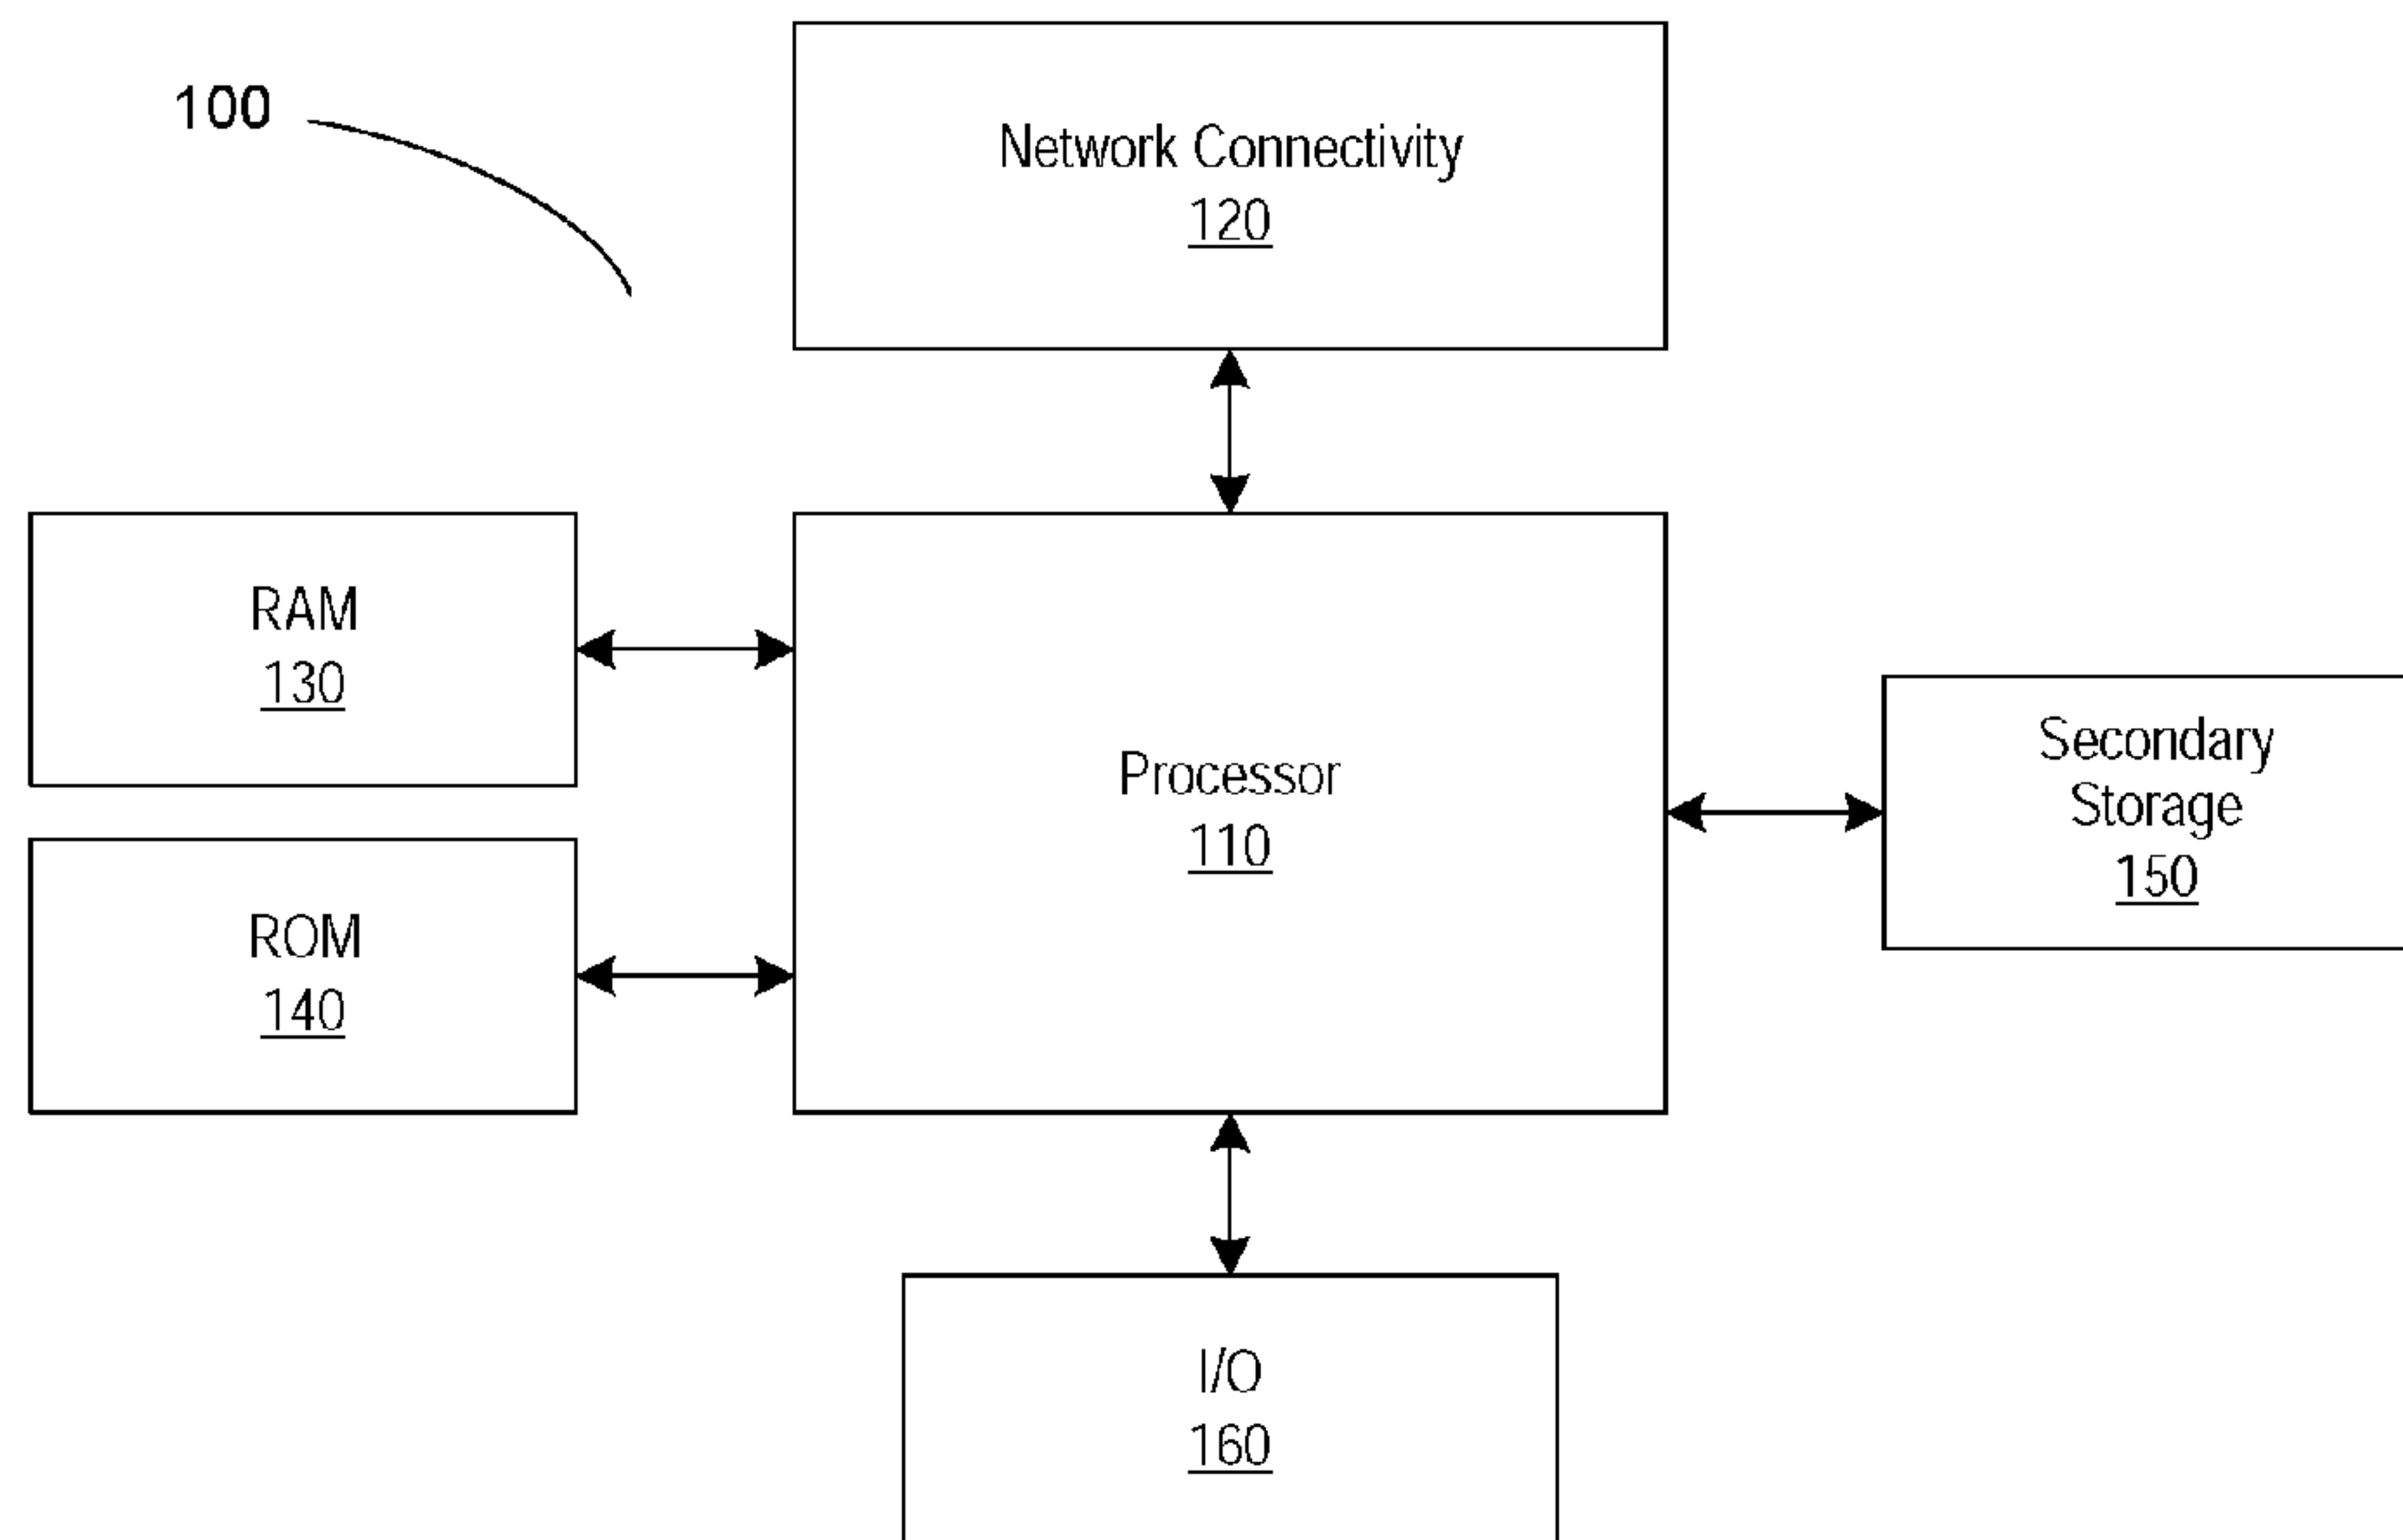 100
Network Connectivity
120
RAM
130
Processor
110
Secondary
Storage
150
ROM
140
I/O
160